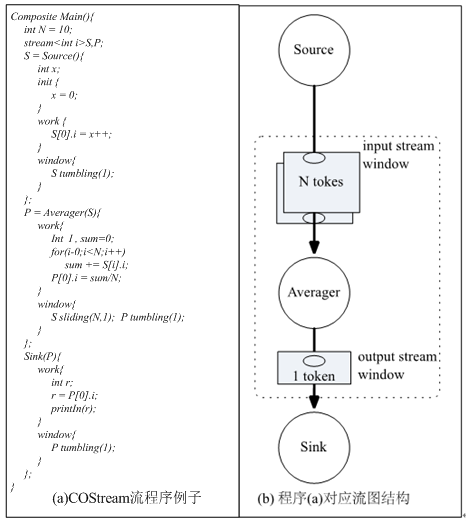 Composite Main(){
int N = 10;
stream<int i>S,P;
S = Source(){
int x;
init {
x = 0;
}
work {
S[0].i = x++;
}
window{
S tumbling(1);
}
};
P = Averager(S){
work{
Int I , sum=0;
for(i-0;i<N;i++)
sum += S[i].i;
P[0].i = sum/N;
}
window{
S sliding(N,1); P tumbling(1);
}
};
Sink(P){
work{
int r;
r = P[0].i;
println(r);
}
window{
P tumbling(1);
}
};
}
(a)COStream流程序例子
Source
input stream
window
N tokes
Averager
output stream
window
1 token
Sink
(b) 程序(a)对应流图结构